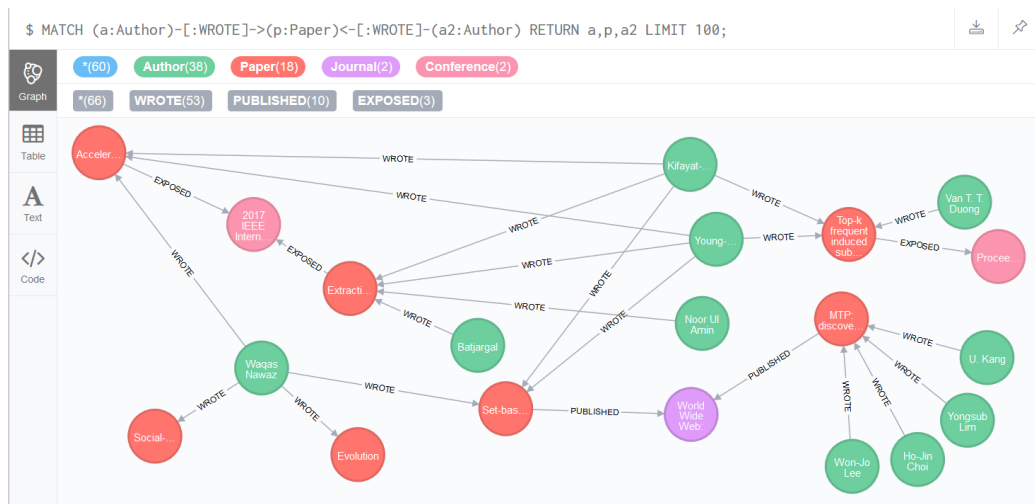 $ MATCH (a:Author)-[:WROTE]->(p:Paper)<-[:WROTE]-(a2:Author) RETURN a,p,a2 LIMIT 100;
*(60) Author(38) Paper(18) Journal(2) Conference(2)
Graph
*(66) WROTE(53) PUBLISHED(10) EXPOSED(3)
Table
Text
Code
Acceler...
WROTE
Kifayat-...
EXPOSED
WROTE
WROTE
Van T. T.
Duong
2017
IEEE
Intern...
WROTE
Top-k
frequent
induced
sub...
WROTE
Young-...
WROTE
EXPOSED
Procee...
EXPOSED
WROTE
WROTE
Extracti...
WROTE
WROTE
WROTE
WROTE
Noor Ul
Amin
MTP:
discove...
Batjargal
WROTE
WROTE
U. Kang
Waqas
Nawaz
PUBLISHED
WROTE
WROTE
WROTE
WROTE
WROTE
WROTE
Set-bas...
PUBLISHED
World
Wide
Web:
Yongsub
Lim
Social-...
Evolution
Won-Jo
Lee
Ho-Jin
Choi